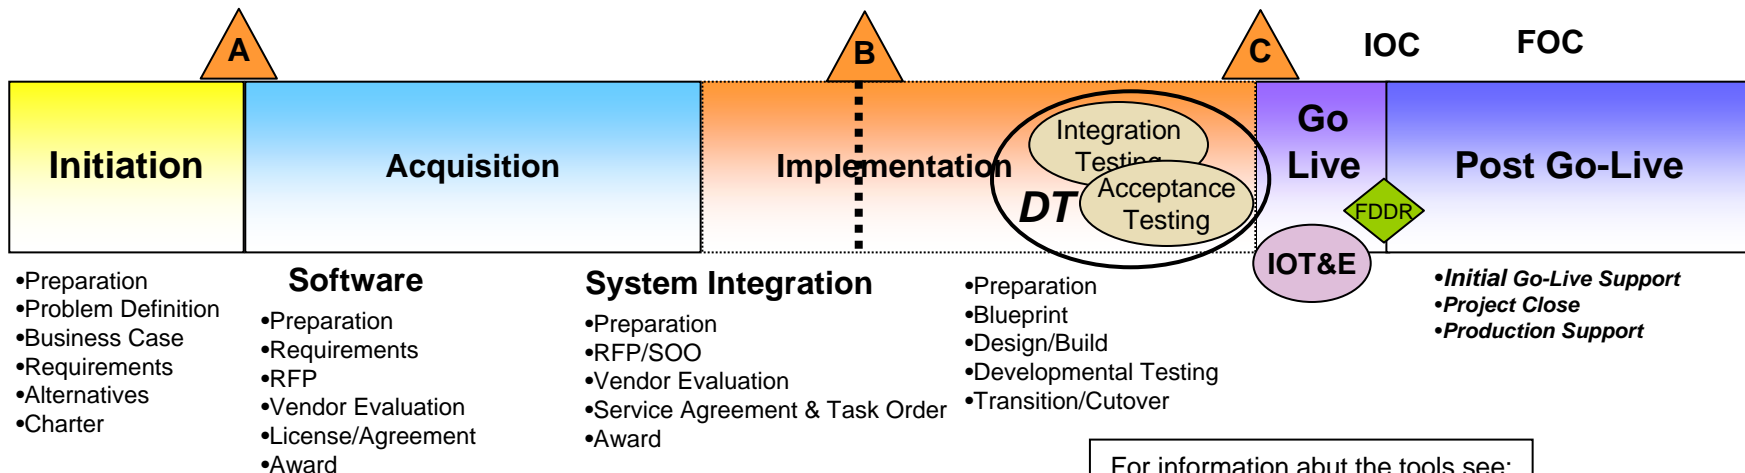 A
B
C
IOC
FOC
Initiation
Acquisition
Implementation
Integration
Testing
DT
Acceptance
Testing
Go
Live
Post Go-Live
FDDR
IOT&E
•Preparation
•Problem Definition
•Business Case
•Requirements
•Alternatives
•Charter
Software
•Preparation
•Requirements
•RFP
•Vendor Evaluation
•License/Agreement
•Award
System Integration
•Preparation
•RFP/SOO
•Vendor Evaluation
•Service Agreement & Task Order
•Award
•Preparation
•Blueprint
•Design/Build
•Developmental Testing
•Transition/Cutover
•Initial Go-Live Support
•Project Close
•Production Support
For information abut the tools see: